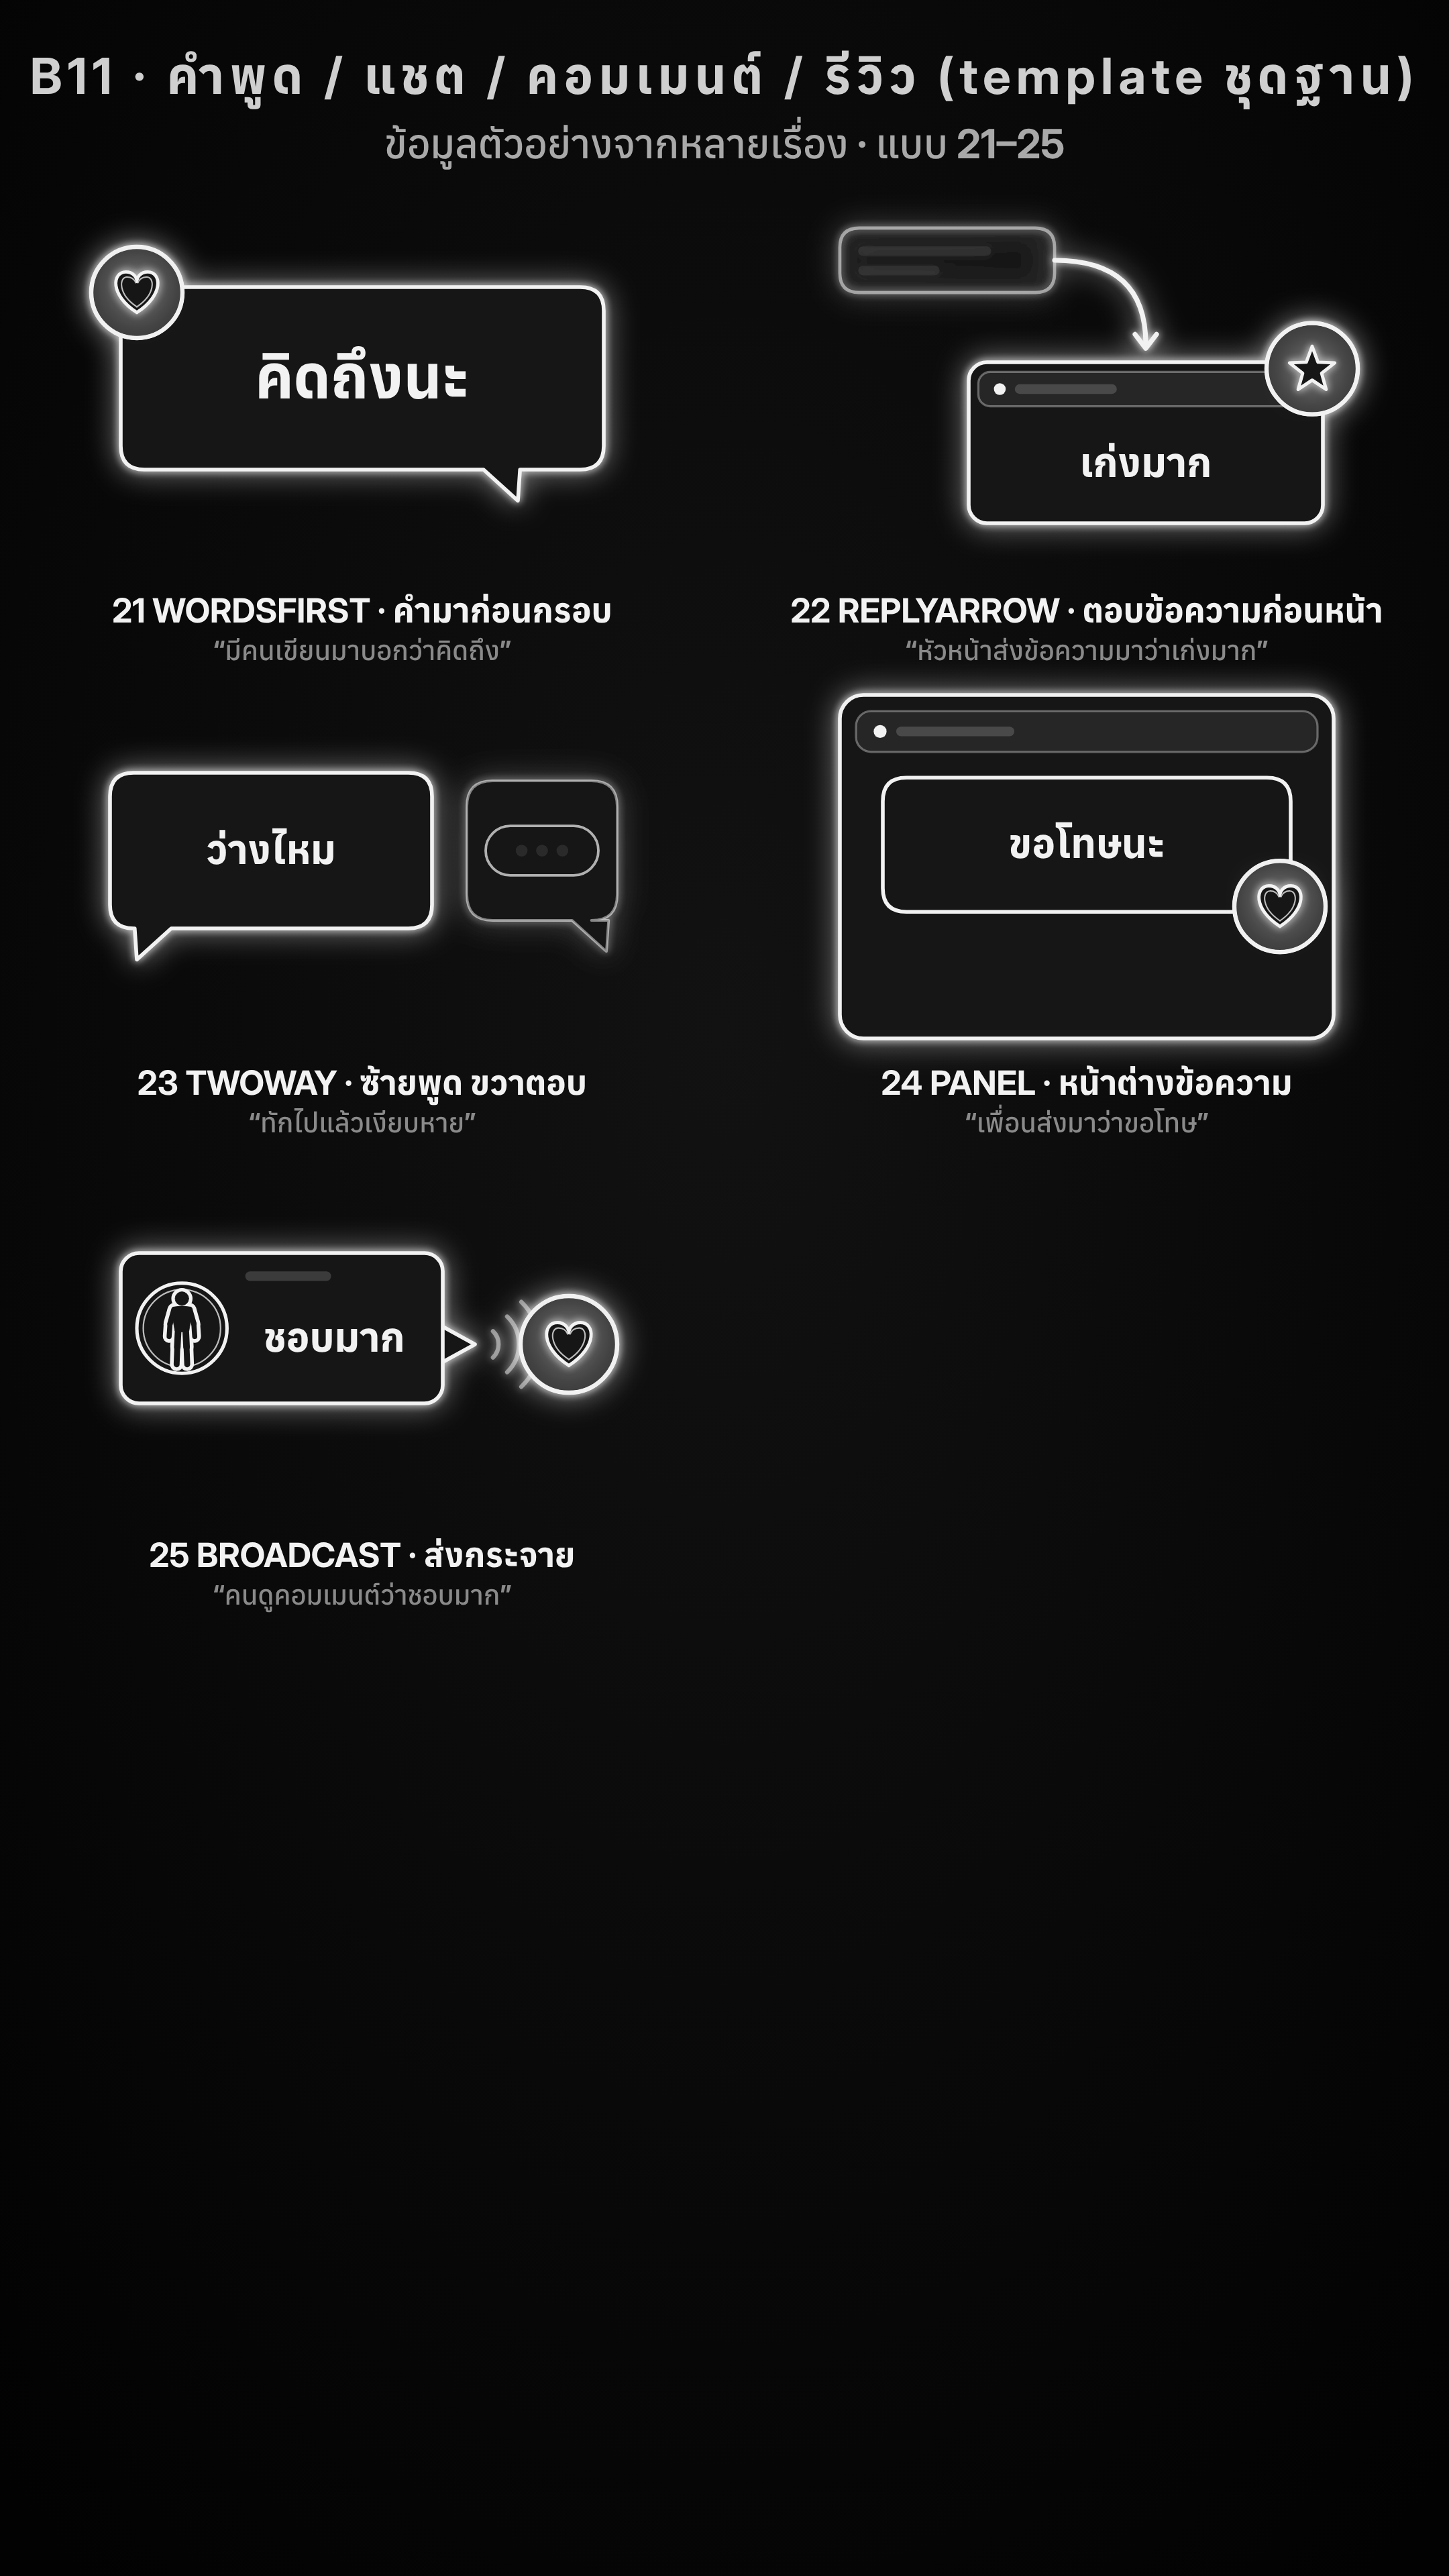 B11 · คำพูด / แชต / คอมเมนต์ / รีวิว (template ชุดฐาน)
ข้อมูลตัวอย่างจากหลายเรื่อง · แบบ 21–25
คิดถึงนะ
เก่งมาก
21 WORDSFIRST · คำมาก่อนกรอบ
“มีคนเขียนมาบอกว่าคิดถึง”
22 REPLYARROW · ตอบข้อความก่อนหน้า
“หัวหน้าส่งข้อความมาว่าเก่งมาก”
ว่างไหม
ขอโทษนะ
23 TWOWAY · ซ้ายพูด ขวาตอบ
“ทักไปแล้วเงียบหาย”
24 PANEL · หน้าต่างข้อความ
“เพื่อนส่งมาว่าขอโทษ”
ชอบมาก
25 BROADCAST · ส่งกระจาย
“คนดูคอมเมนต์ว่าชอบมาก”